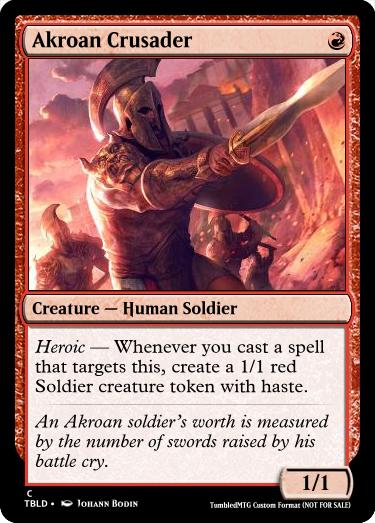 Akroan Crusader
Creature — Human Soldier
Heroic — Whenever you cast a spell
that targets this, create a 1/1 red
Soldier creature token with haste.
An Akroan soldier's worth is measured
by the number of swords raised by his
battle cry.
1/1
C
TBLD • Johann Bodin
TumbledMTG Custom Format (NOT FOR SALE)